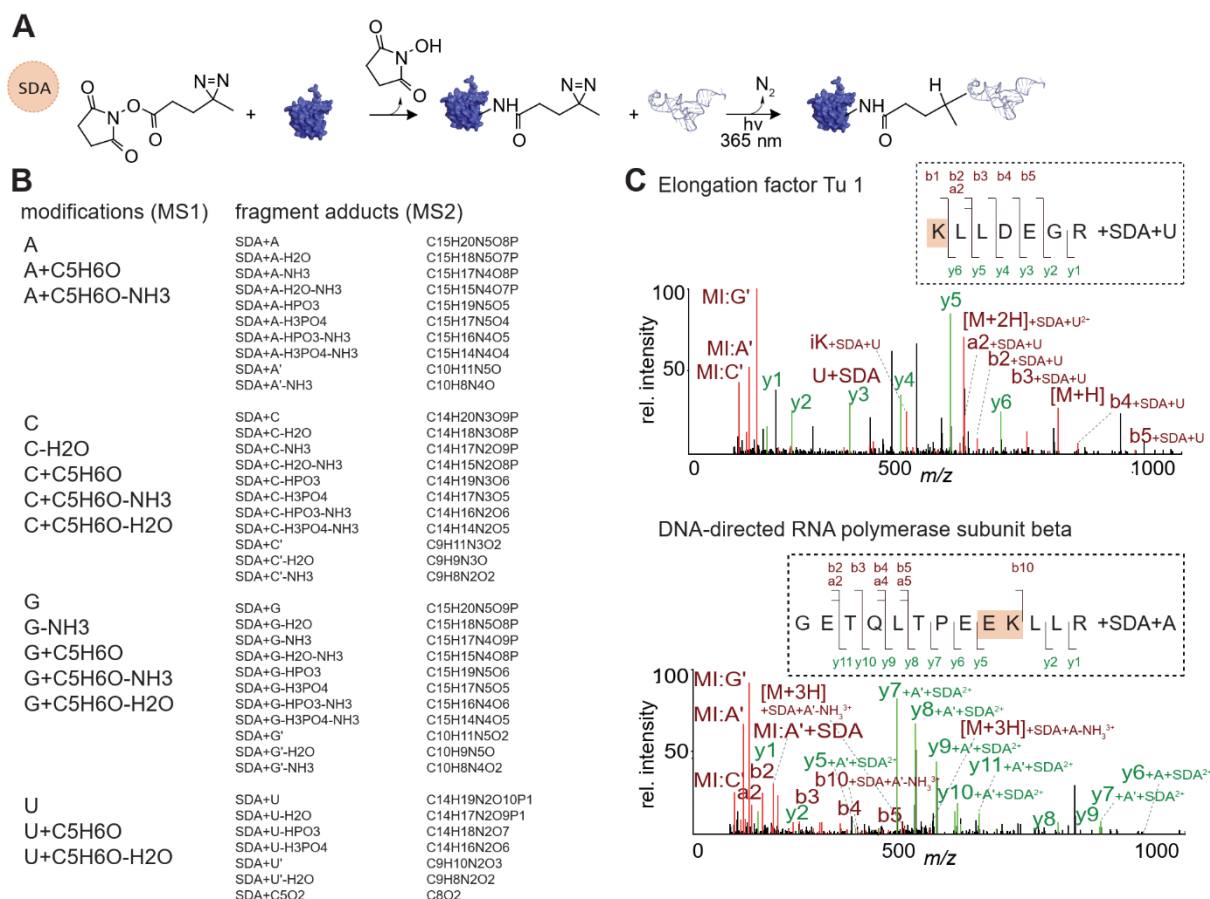 A
SDA
O
N
O
O
O
N=N
+
O
N
OH
O
NH
O
N=N
+
N2
hν
365 nm
NH
O
H
B
modifications (MS1) fragment adducts (MS2)
A
A+C5H6O
A+C5H6O-NH3
SDA+A C15H20N5O8P
SDA+A-H2O C15H18N5O7P
SDA+A-NH3 C15H17N4O8P
SDA+A-H2O-NH3 C15H15N4O7P
SDA+A-HPO3 C15H19N5O5
SDA+A-H3PO4 C15H17N5O4
SDA+A-HPO3-NH3 C15H16N4O5
SDA+A-H3PO4-NH3 C15H14N4O4
SDA+A' C10H11N5O
SDA+A'-NH3 C10H8N4O
C
C-H2O
C+C5H6O
C+C5H6O-NH3
C+C5H6O-H2O
SDA+C C14H20N3O9P
SDA+C-H2O C14H18N3O8P
SDA+C-NH3 C14H17N2O9P
SDA+C-H2O-NH3 C14H15N2O8P
SDA+C-HPO3 C14H19N3O6
SDA+C-H3PO4 C14H17N3O5
SDA+C-HPO3-NH3 C14H16N2O6
SDA+C-H3PO4-NH3 C14H14N2O5
SDA+C' C9H11N3O2
SDA+C'-H2O C9H9N3O
SDA+C'-NH3 C9H8N2O2
G
G-NH3
G+C5H6O
G+C5H6O-NH3
G+C5H6O-H2O
SDA+G C15H20N5O9P
SDA+G-H2O C15H18N5O8P
SDA+G-NH3 C15H17N4O9P
SDA+G-H2O-NH3 C15H15N4O8P
SDA+G-HPO3 C15H19N5O6
SDA+G-H3PO4 C15H17N5O5
SDA+G-HPO3-NH3 C15H16N4O6
SDA+G-H3PO4-NH3 C15H14N4O5
SDA+G' C10H11N5O2
SDA+G'-H2O C10H9N5O
SDA+G'-NH3 C10H8N4O2
U
U+C5H6O
U+C5H6O-H2O
SDA+U C14H19N2O10P1
SDA+U-H2O C14H17N2O9P1
SDA+U-HPO3 C14H18N2O7
SDA+U-H3PO4 C14H16N2O6
SDA+U' C9H10N2O3
SDA+U'-H2O C9H8N2O2
SDA+C5O2 C8O2
C
Elongation factor Tu 1
b1 b2 b3 b4 b5
a2
K L L D E G R +SDA+U
y6 y5 y4 y3 y2 y1
rel. intensity
100
50
MI:G'
MI:A'
MI:C'
y1
y2
y3
U+SDA
iK+SDA+U
y4
y5
[M+2H]+SDA+U2+
a2+SDA+U
b2+SDA+U
b3+SDA+U
y6
[M+H]
b4+SDA+U
b5+SDA+U
0 500 1000
m/z
DNA-directed RNA polymerase subunit beta
b2 b3 b4 b5 b10
a2 a4 a5
G E T Q L T P E E K L L R +SDA+A
y11 y10 y9 y8 y7 y6 y5 y2 y1
rel. intensity
100
50
MI:G'
MI:A'
MI:C'
a2
b2
y1
[M+3H]
+SDA+A'-NH3 3+
MI:A'+SDA
y5+A'+SDA2+
b10+SDA+A'-NH3 3+
y2
b3
b4
b5
y7+A'+SDA2+
y8+A'+SDA2+
y9+A'+SDA2+
y10+A'+SDA2+
[M+3H]+SDA+A-NH3 3+
y11+A'+SDA2+
y8
y9
y7+A'+SDA2+
y6+A+SDA2+
0 500 1000
m/z